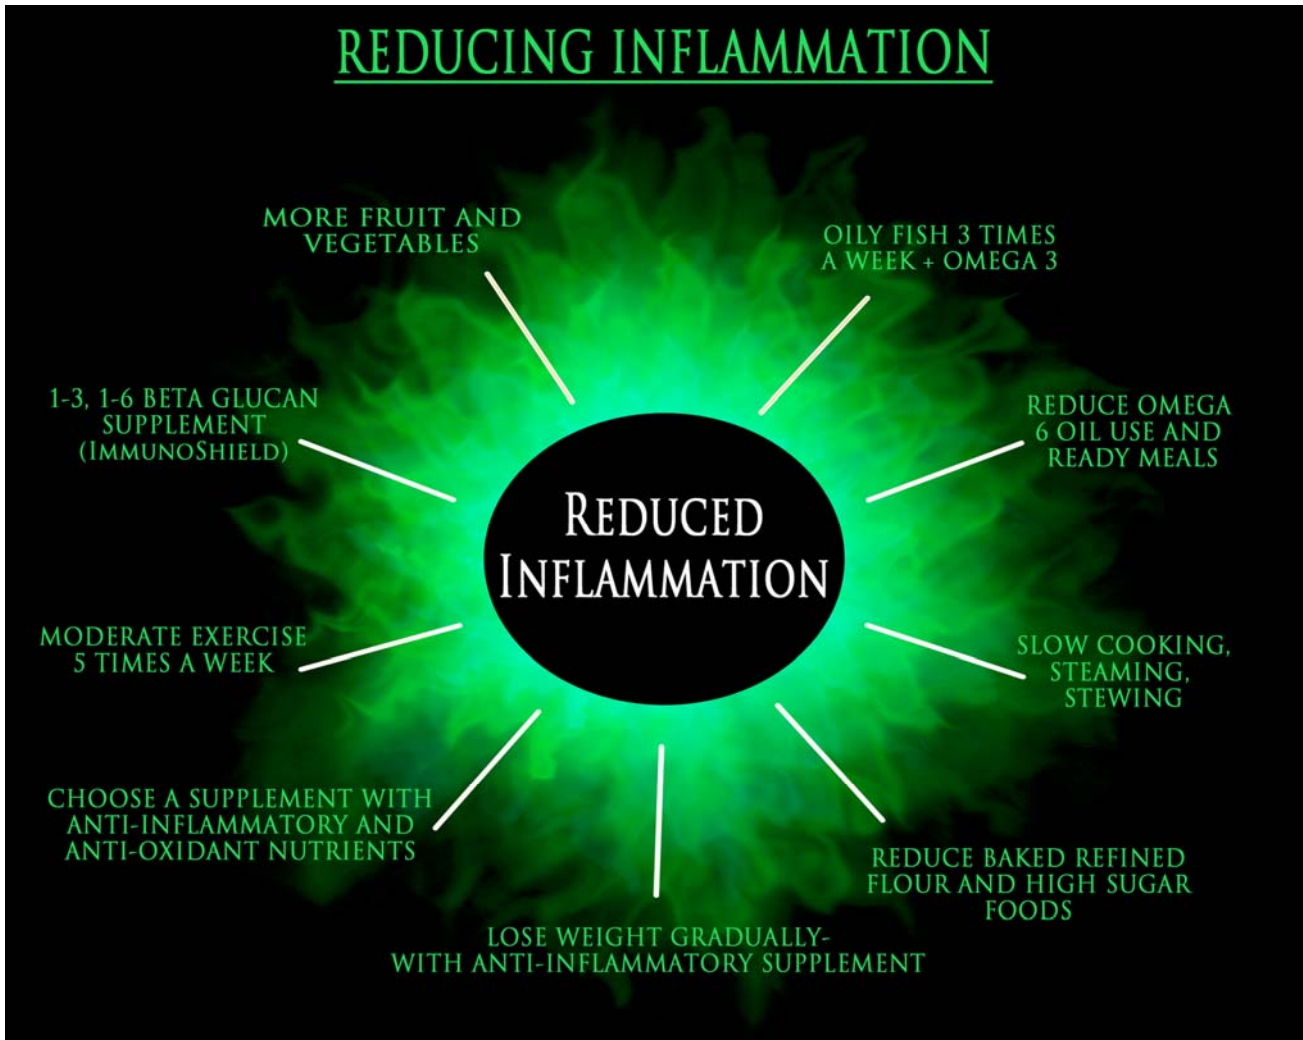 REDUCING INFLAMMATION
MORE FRUIT AND
VEGETABLES
OILY FISH 3 TIMES
A WEEK + OMEGA 3
1-3, 1-6 BETA GLUCAN
SUPPLEMENT
(IMMUNOSHIELD)
REDUCE OMEGA
6 OIL USE AND
READY MEALS
REDUCED
INFLAMMATION
MODERATE EXERCISE
5 TIMES A WEEK
SLOW COOKING,
STEAMING,
STEWING
CHOOSE A SUPPLEMENT WITH
ANTI-INFLAMMATORY AND
ANTI-OXIDANT NUTRIENTS
REDUCE BAKED REFINED
FLOUR AND HIGH SUGAR
FOODS
LOSE WEIGHT GRADUALLY-
WITH ANTI-INFLAMMATORY SUPPLEMENT